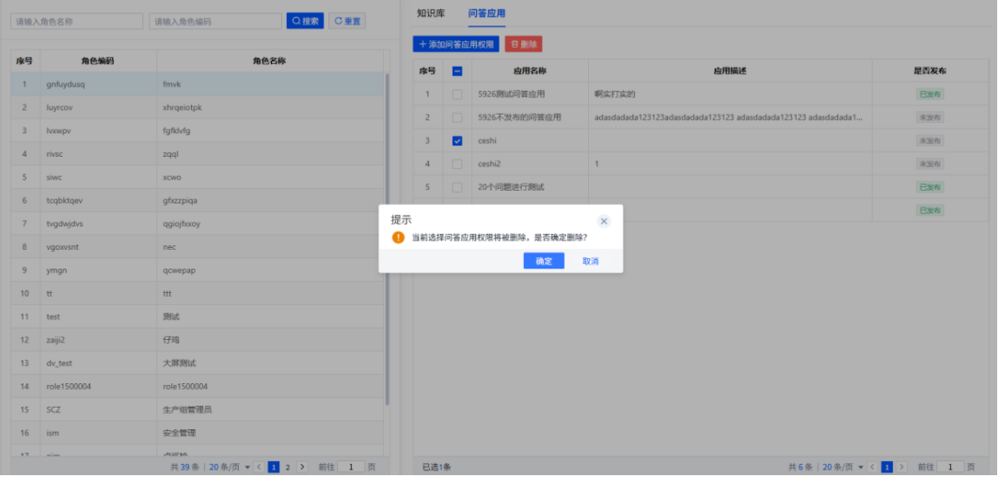 请输入角色名称 请输入角色编码 搜索 重置
序号 角色编码 角色名称
1 gnfuydusq fmvk
2 luyrcov xhrqeiotpk
3 lvxwpv fgfklvfg
4 rivsc zqql
5 siwc xcwo
6 tcqbktqev gfxzzpiqa
7 tvgdwjdvs qgiojfxxoy
8 vgoxvsnt nec
9 ymgn qcwepap
10 tt ttt
11 test 测试
12 zaiji2 仔鸡
13 dv_test 大屏测试
14 role1500004 role1500004
15 SCZ 生产组管理员
16 ism 安全管理
17
共 39 条 20 条/页 1 2 前往 1 页
知识库 问答应用
添加问答应用权限 删除
序号 应用名称 应用描述 是否发布
1 5926测试问答应用 啊实打实的 已发布
2 5926不发布的问答应用 adasdadada123123adasdadada123123 adasdadada123123 adasdadada1... 未发布
3 ceshi 未发布
4 ceshi2 1 未发布
5 20个问题进行测试 已发布
已发布
提示
当前选择问答应用权限将被删除，是否确定删除？
确定 取消
已选1条 共 6 条 20 条/页 1 前往 1 页